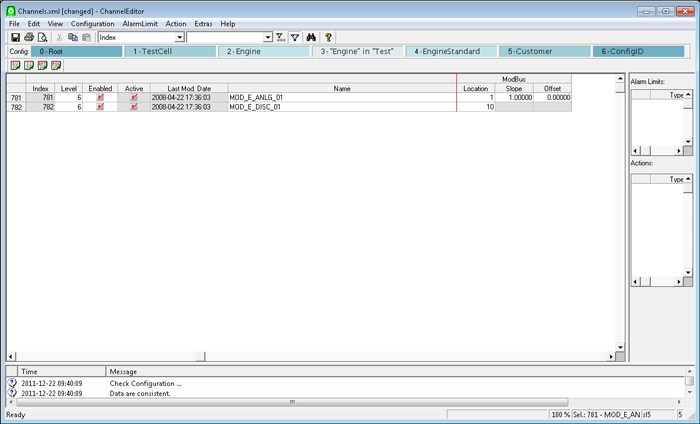 Channels.xml [changed] - ChannelEditor
File Edit View Configuration AlarmLimit Action Extras Help
Index
Config: 0 - Root 1 - TestCell 2 - Engine 3 - "Engine" in "Test" 4 - EngineStandard 5 - Customer 6 - ConfigID
ModBus
Index Level Enabled Active Last Mod. Date Name Location Slope Offset
781 781 6 2008-04-22 17:36:03 MOD_E_ANLG_01 1 1.00000 0.00000
782 782 6 2008-04-22 17:36:03 MOD_E_DISC_01 10
Alarm Limits:
Type
Actions:
Type
Time Message
2011-12-22 09:40:09 Check Configuration ...
2011-12-22 09:40:09 Data are consistent.
Ready 100 % Sel.: 781 - MOD_E_AN sl5 5